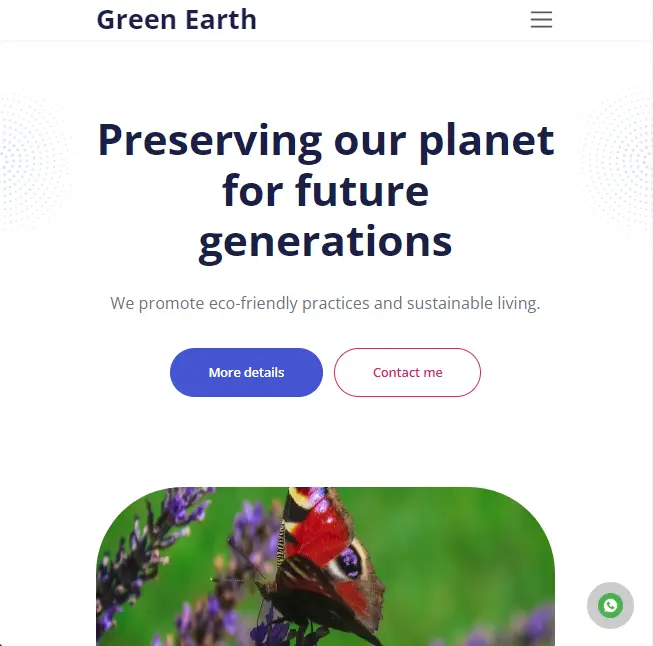 Green Earth
Preserving our planet
for future
generations
We promote eco-friendly practices and sustainable living.
More details
Contact me